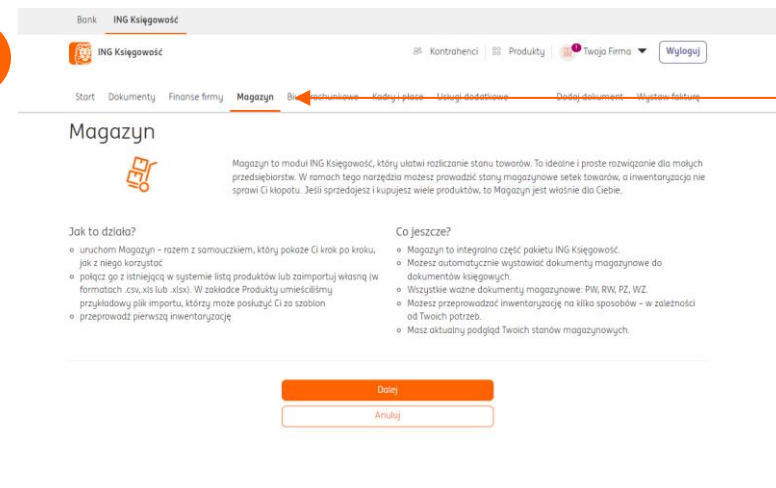 Bank ING Księgowość
ING Księgowość Kontrahenci Produkty 1 Twoja Firma Wyloguj
Start Dokumenty Finanse firmy Magazyn Biuro rachunkowe Kadry i płace Usługi dodatkowe Dodaj dokument Wystaw fakturę
Magazyn
Magazyn to moduł ING Księgowość, który ułatwi rozliczanie stanu towarów. To idealne i proste rozwiązanie dla małych
przedsiębiorstw. W ramach tego narzędzia możesz prowadzić stany magazynowe setek towarów, a inwentaryzacja nie
sprawi Ci kłopotu. Jeśli sprzedajesz i kupujesz wiele produktów, to Magazyn jest właśnie dla Ciebie.
Jak to działa?
uruchom Magazyn – razem z samouczkiem, który pokaże Ci krok po kroku,
jak z niego korzystać
połącz go z istniejącą w systemie listą produktów lub zaimportuj własną (w
formatach .csv,.xls lub .xlsx). W zakładce Produkty umieściliśmy
przykładowy plik importu, którzy może posłużyć Ci za szablon
przeprowadź pierwszą inwentaryzację
Co jeszcze?
Magazyn to integralna część pakietu ING Księgowość.
Możesz automatycznie wystawiać dokumenty magazynowe do
dokumentów księgowych.
Wszystkie ważne dokumenty magazynowe: PW, RW, PZ, WZ.
Możesz przeprowadzać inwentaryzację na kilka sposobów – w zależności
od Twoich potrzeb.
Masz aktualny podgląd Twoich stanów magazynowych.
Dalej
Anuluj